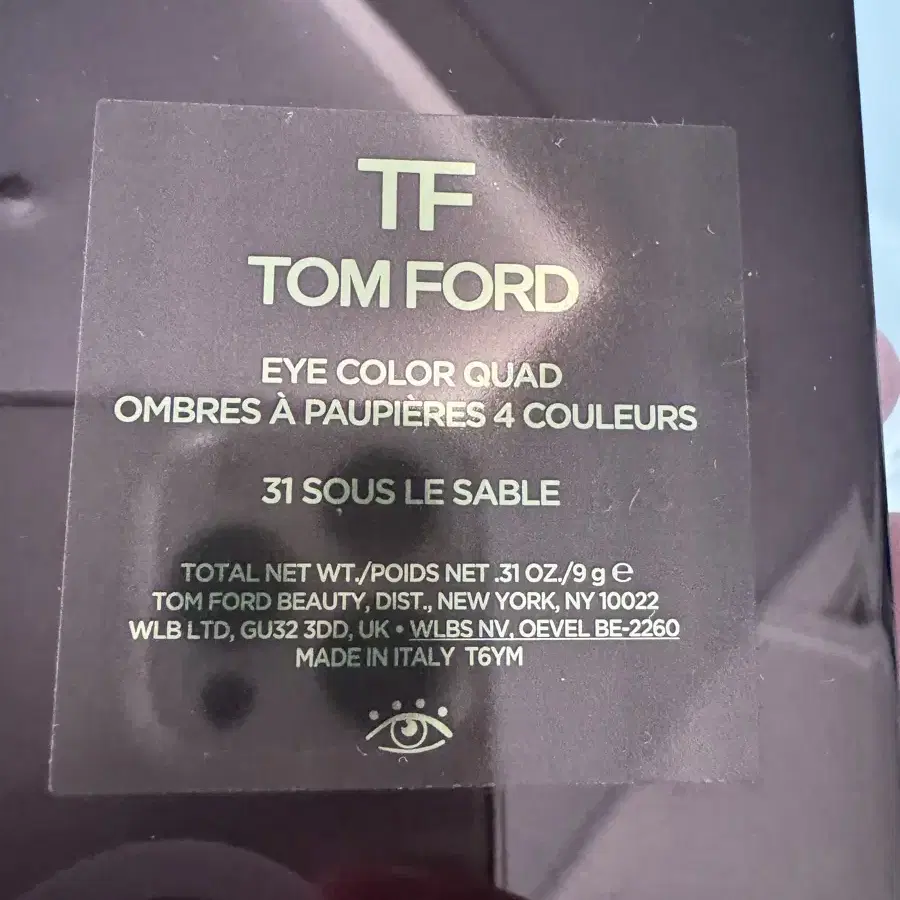 TF
TOM FORD
EYE COLOR QUAD
OMBRES À PAUPIÈRES 4 COULEURS
31 SOUS LE SABLE
TOTAL NET WT./POIDS NET .31 OZ./9 g ℮
TOM FORD BEAUTY, DIST., NEW YORK, NY 10022
WLB LTD, GU32 3DD, UK • WLBS NV, OEVEL BE-2260
MADE IN ITALY T6YM